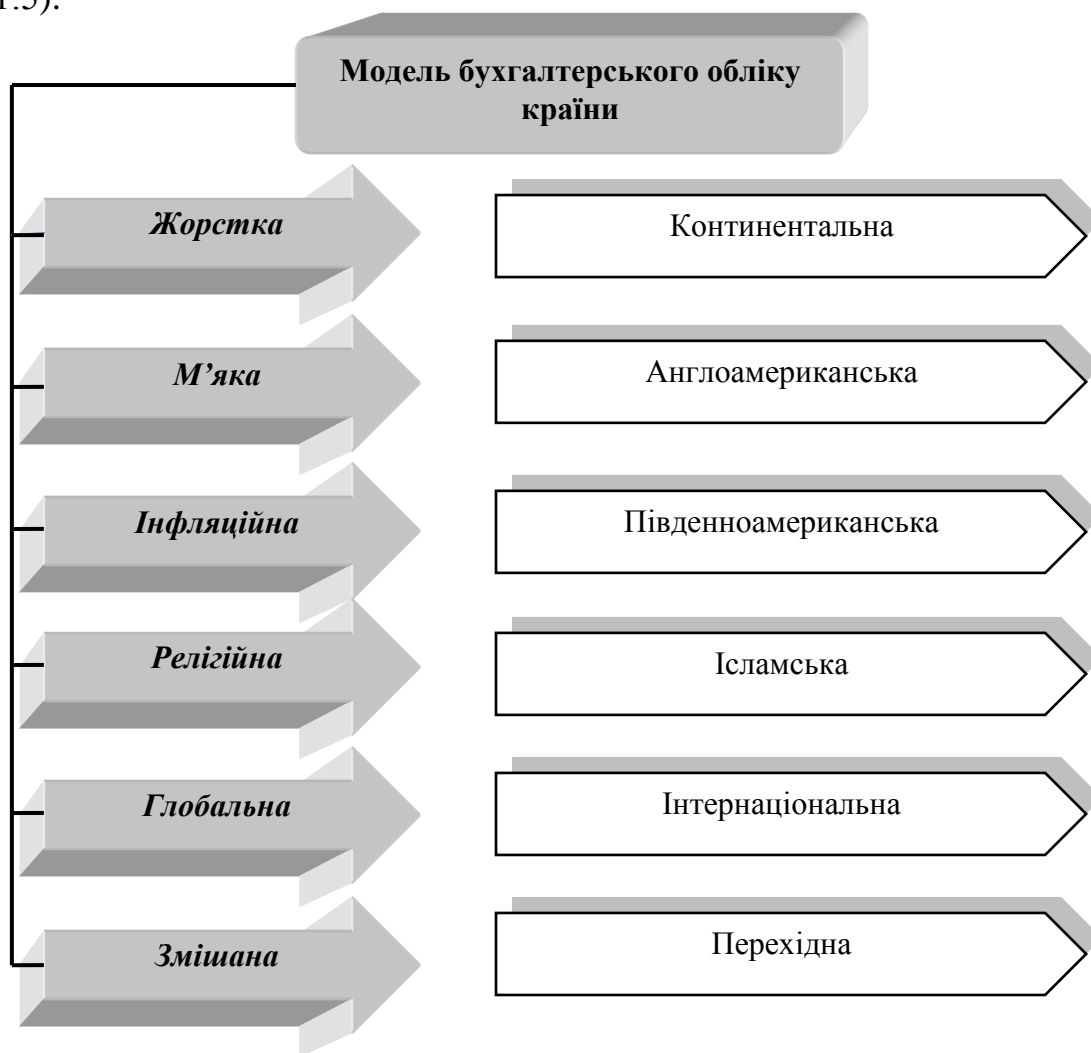 1.5).
Модель бухгалтерського обліку
країни
Жорстка
Континентальна
М’яка
Англоамериканська
Інфляційна
Південноамериканська
Релігійна
Ісламська
Глобальна
Інтернаціональна
Змішана
Перехідна